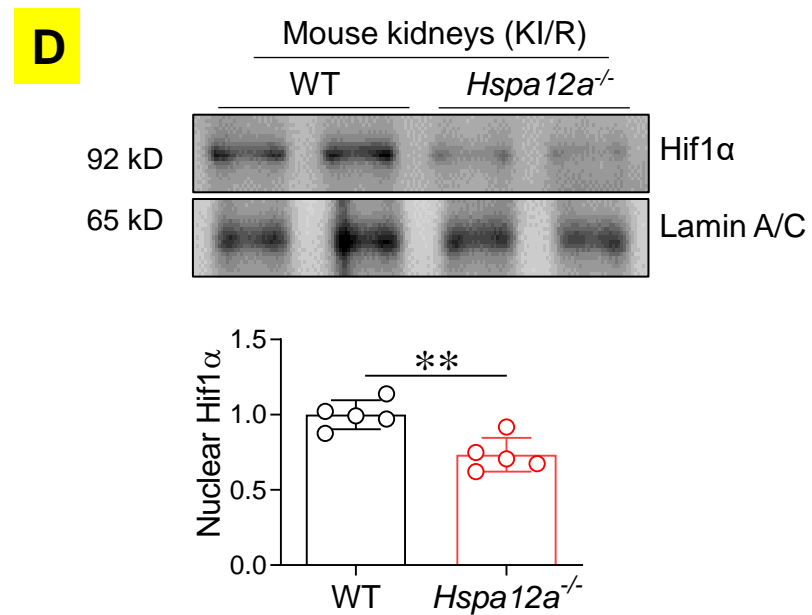 D
Mouse kidneys (KI/R)
WT Hspa12a-/-
92 kD Hif1α
65 kD Lamin A/C
1.5
**
1.0
0.5
0.0
Nuclear Hif1α
WT Hspa12a-/-